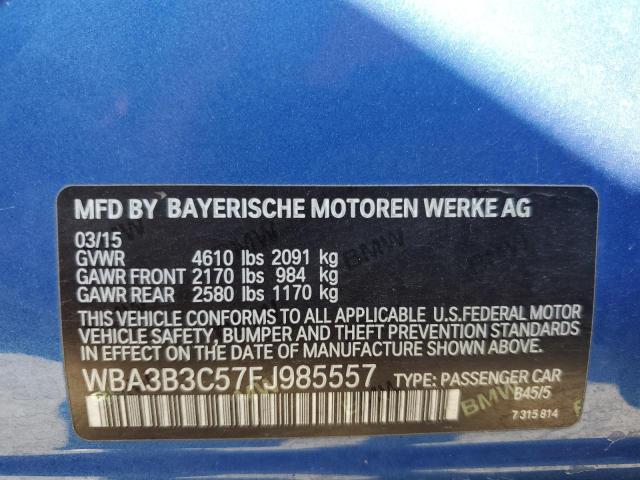 MFD BY BAYERISCHE MOTOREN WERKE AG
03/15
GVWR 4610 lbs 2091 kg
GAWR FRONT 2170 lbs 984 kg
GAWR REAR 2580 lbs 1170 kg
THIS VEHICLE CONFORMS TO ALL APPLICABLE U.S.FEDERAL MOTOR
VEHICLE SAFETY, BUMPER AND THEFT PREVENTION STANDARDS
IN EFFECT ON THE DATE OF MANUFACTURE SHOWN ABOVE.
WBA3B3C57FJ985557 TYPE: PASSENGER CAR
B45/5
7 315 814
BMW